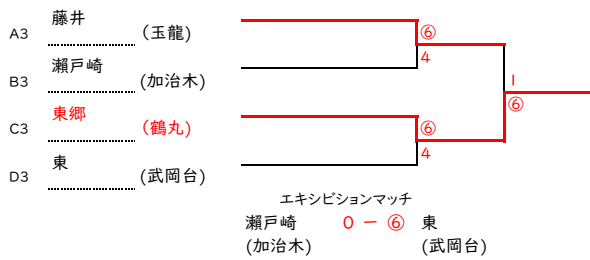 A3 藤井 (玉龍)
⑥
4
B3 瀬戸崎 (加治木)
1
⑥
C3 東郷 (鶴丸)
⑥
4
D3 東 (武岡台)
エキシビションマッチ
瀬戸崎 0 － ⑥ 東
(加治木) (武岡台)